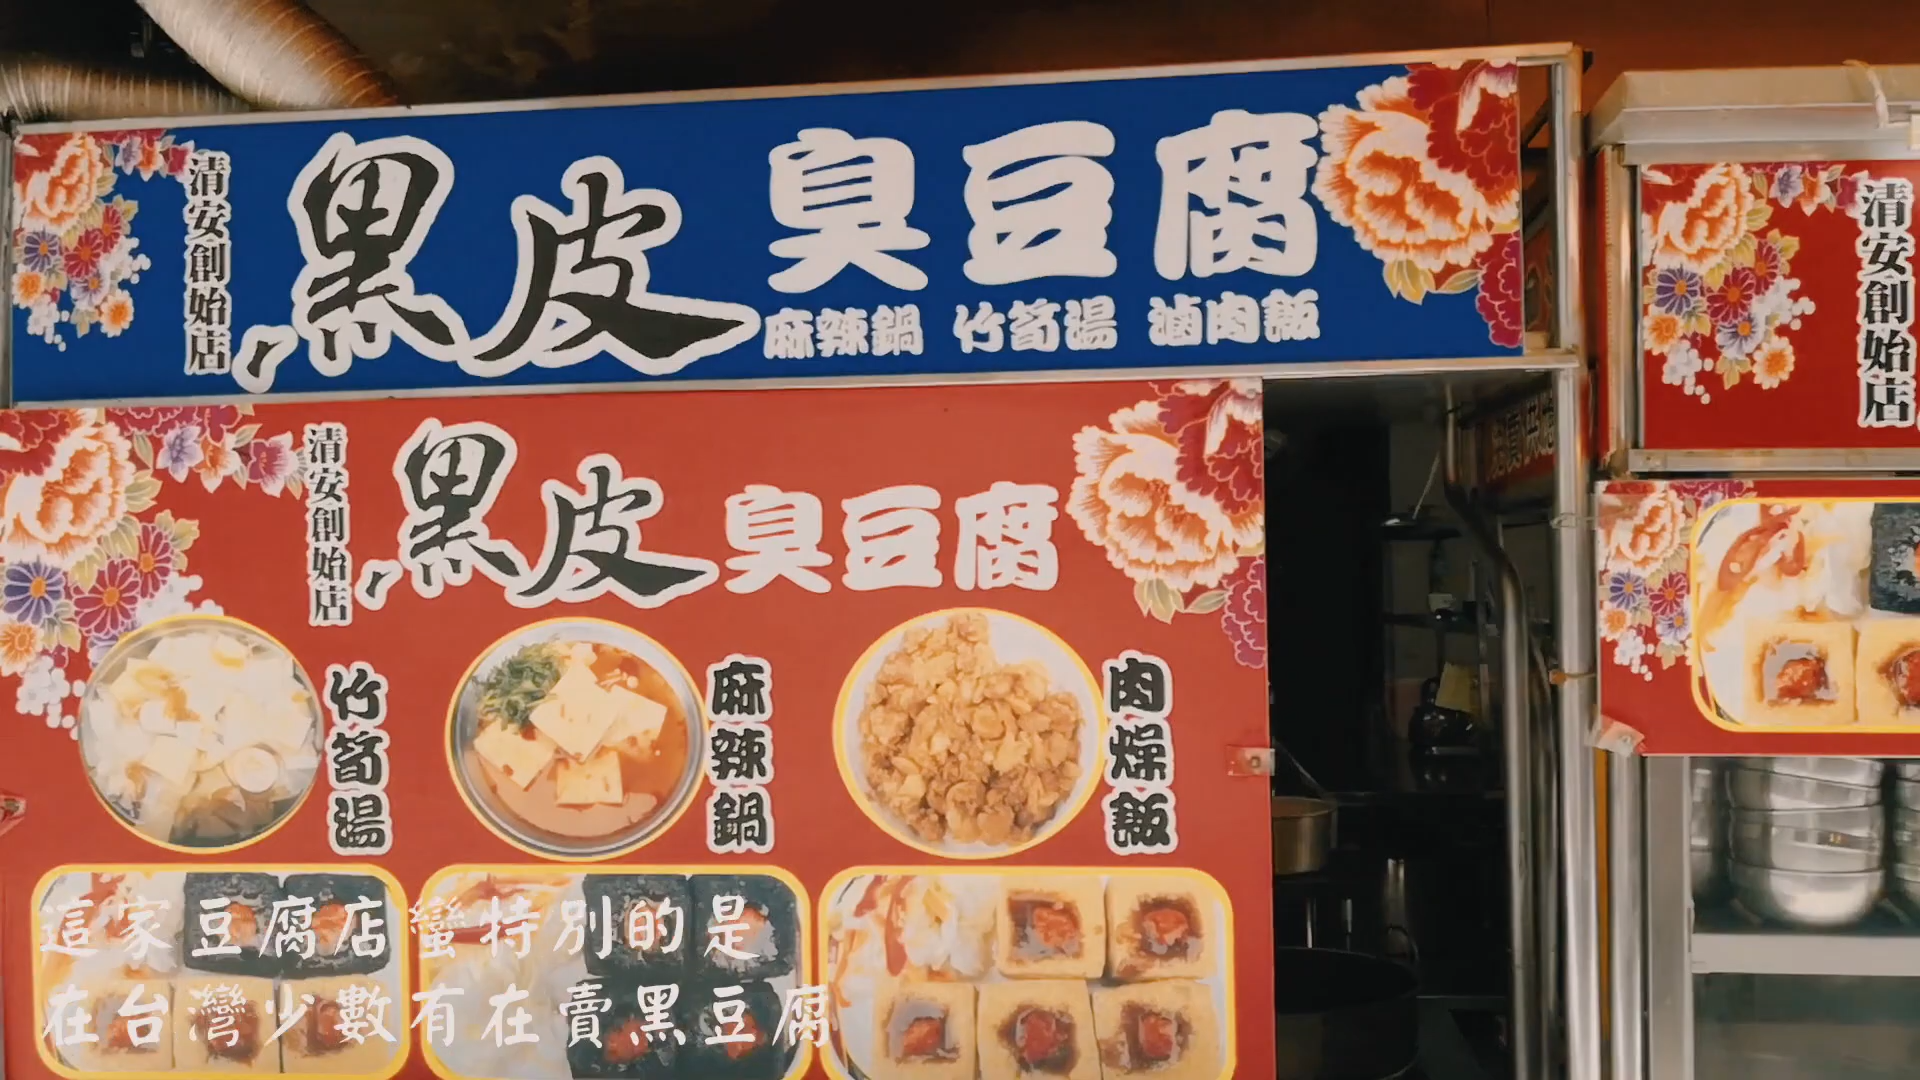 清安創始店
黑皮臭豆腐
麻辣鍋 竹筍湯 滷肉飯
清安創始店
黑皮臭豆腐
竹筍湯
麻辣鍋
肉燥飯
清安創始店
這家豆腐店蠻特別的是
在台灣少數有在賣黑豆腐